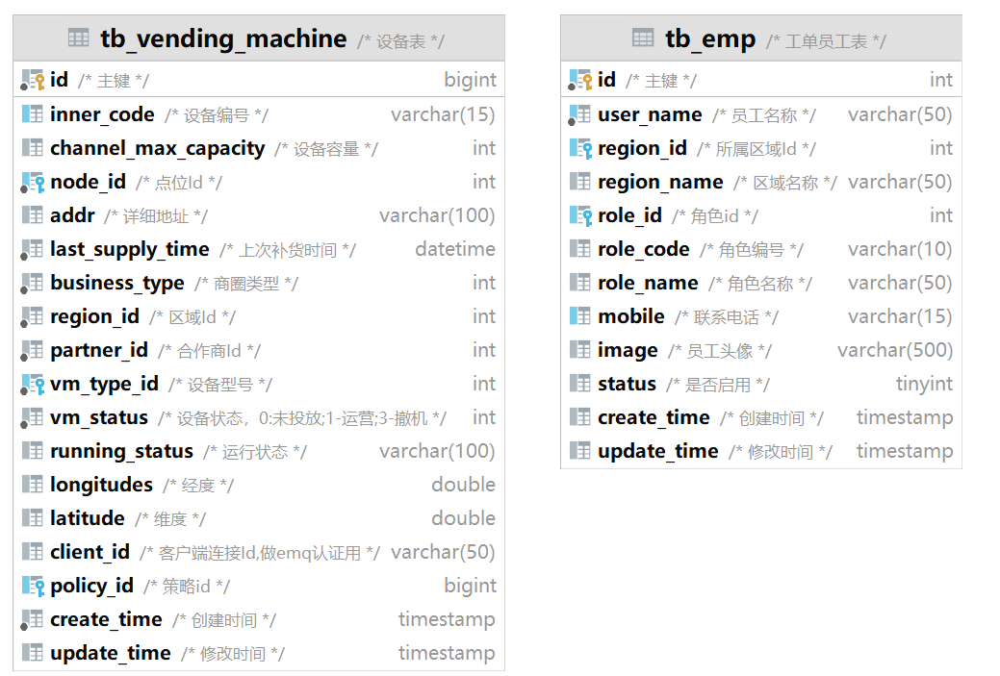 tb_vending_machine /* 设备表 */
id /* 主键 */ bigint
inner_code /* 设备编号 */ varchar(15)
channel_max_capacity /* 设备容量 */ int
node_id /* 点位Id */ int
addr /* 详细地址 */ varchar(100)
last_supply_time /* 上次补货时间 */ datetime
business_type /* 商圈类型 */ int
region_id /* 区域Id */ int
partner_id /* 合作商Id */ int
vm_type_id /* 设备型号 */ int
vm_status /* 设备状态，0:未投放;1-运营;3-撤机 */ int
running_status /* 运行状态 */ varchar(100)
longitudes /* 经度 */ double
latitude /* 维度 */ double
client_id /* 客户端连接Id,做emq认证用 */ varchar(50)
policy_id /* 策略id */ bigint
create_time /* 创建时间 */ timestamp
update_time /* 修改时间 */ timestamp
tb_emp /* 工单员工表 */
id /* 主键 */ int
user_name /* 员工名称 */ varchar(50)
region_id /* 所属区域Id */ int
region_name /* 区域名称 */ varchar(50)
role_id /* 角色id */ int
role_code /* 角色编号 */ varchar(10)
role_name /* 角色名称 */ varchar(50)
mobile /* 联系电话 */ varchar(15)
image /* 员工头像 */ varchar(500)
status /* 是否启用 */ tinyint
create_time /* 创建时间 */ timestamp
update_time /* 修改时间 */ timestamp